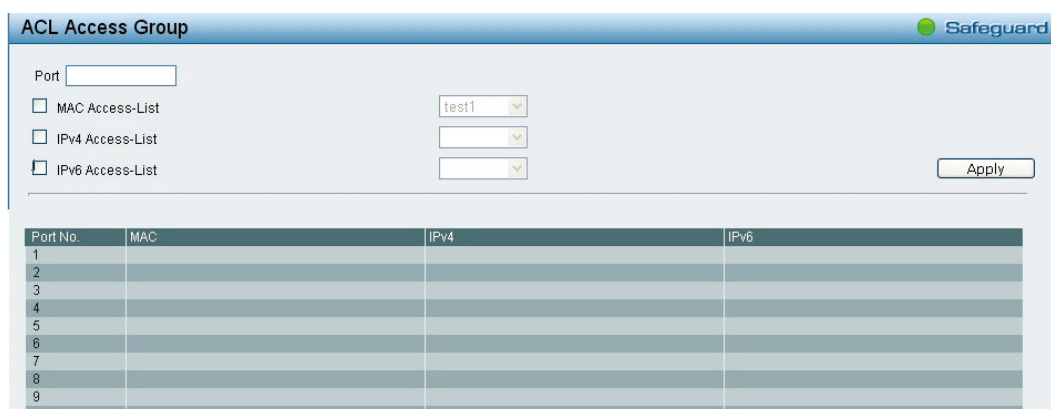 ACL Access Group Safeguard
Port
MAC Access-List test1
IPv4 Access-List
IPv6 Access-List Apply
Port No. MAC IPv4 IPv6
1
2
3
4
5
6
7
8
9